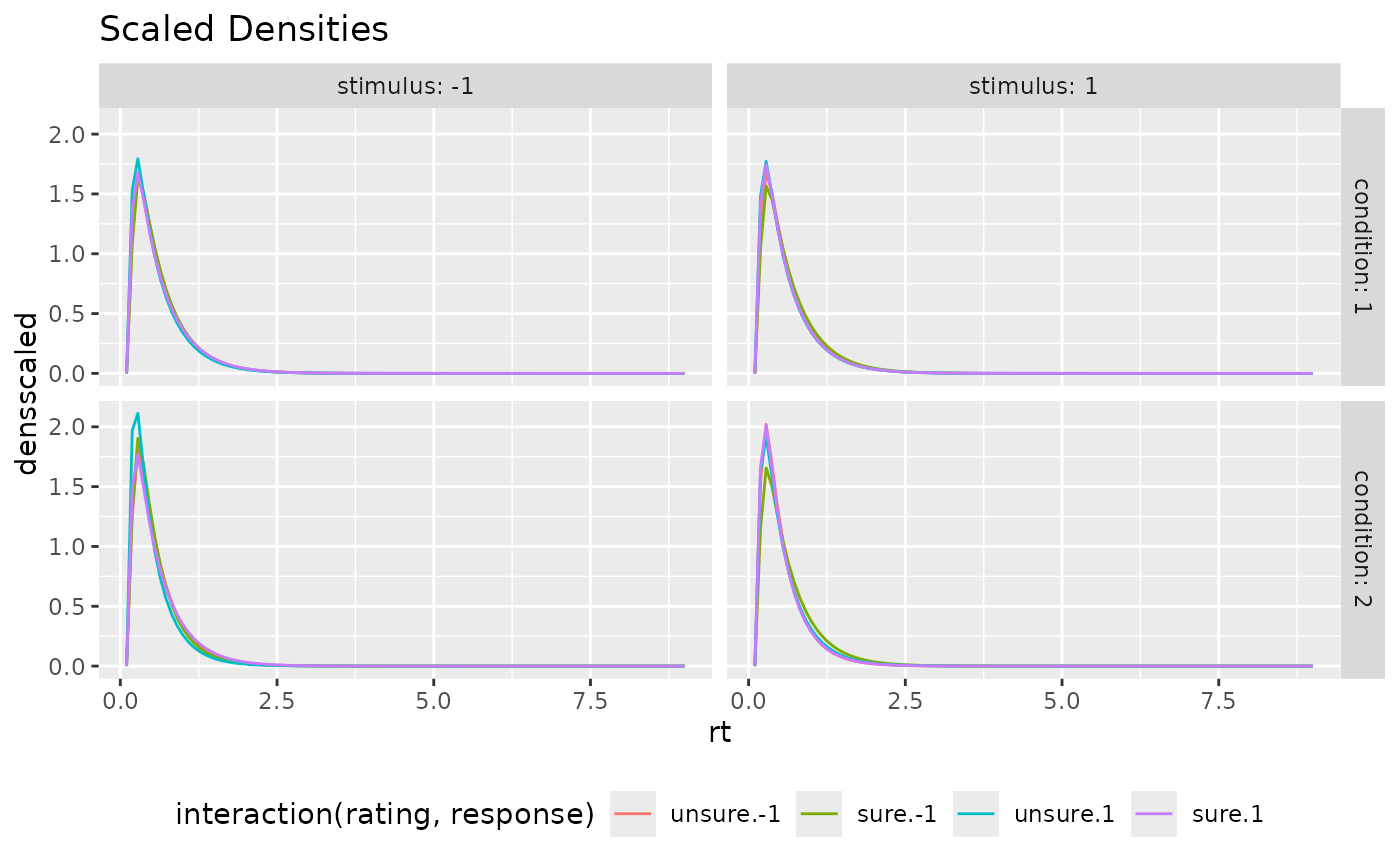 Scaled Densities
stimulus: -1
stimulus: 1
condition: 1
condition: 2
densscaled
2.0
1.5
1.0
0.5
0.0
2.0
1.5
1.0
0.5
0.0
0.0 2.5 5.0 7.5 0.0 2.5 5.0 7.5
rt
interaction(rating, response) unsure.-1 sure.-1 unsure.1 sure.1